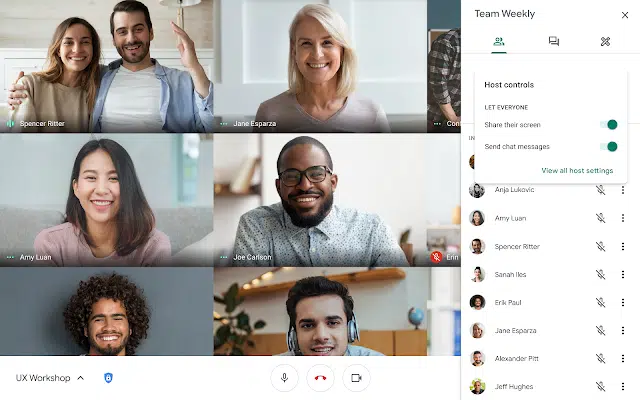 Team Weekly
Host controls
LET EVERYONE
Share their screen
Send chat messages
View all host settings
IN
Anja Lukovic
Amy Luan
Spencer Ritter
Sanah Iles
Erik Paul
Jane Esparza
Alexander Pitt
Jeff Hughes
Spencer Ritter
Jane Esparza
Con
Amy Luan
Joe Carlson
Erin
UX Workshop